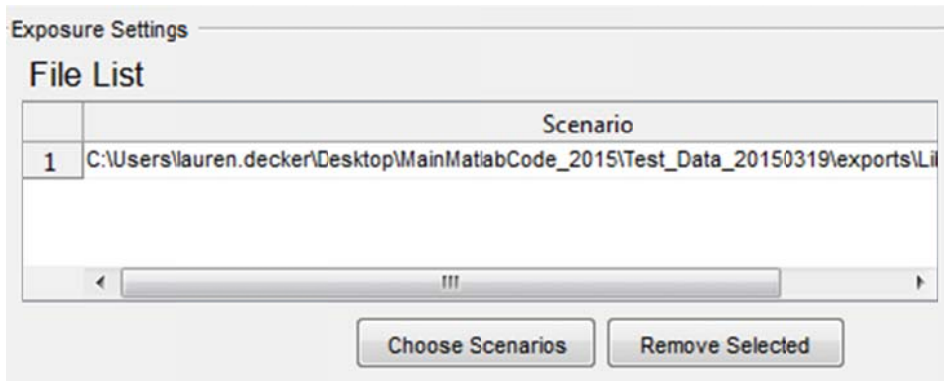 Exposure Settings
File List
Scenario
1 C:\Users\lauren.decker\Desktop\MainMatlabCode_2015\Test_Data_20150319\exports\Li
Choose Scenarios Remove Selected